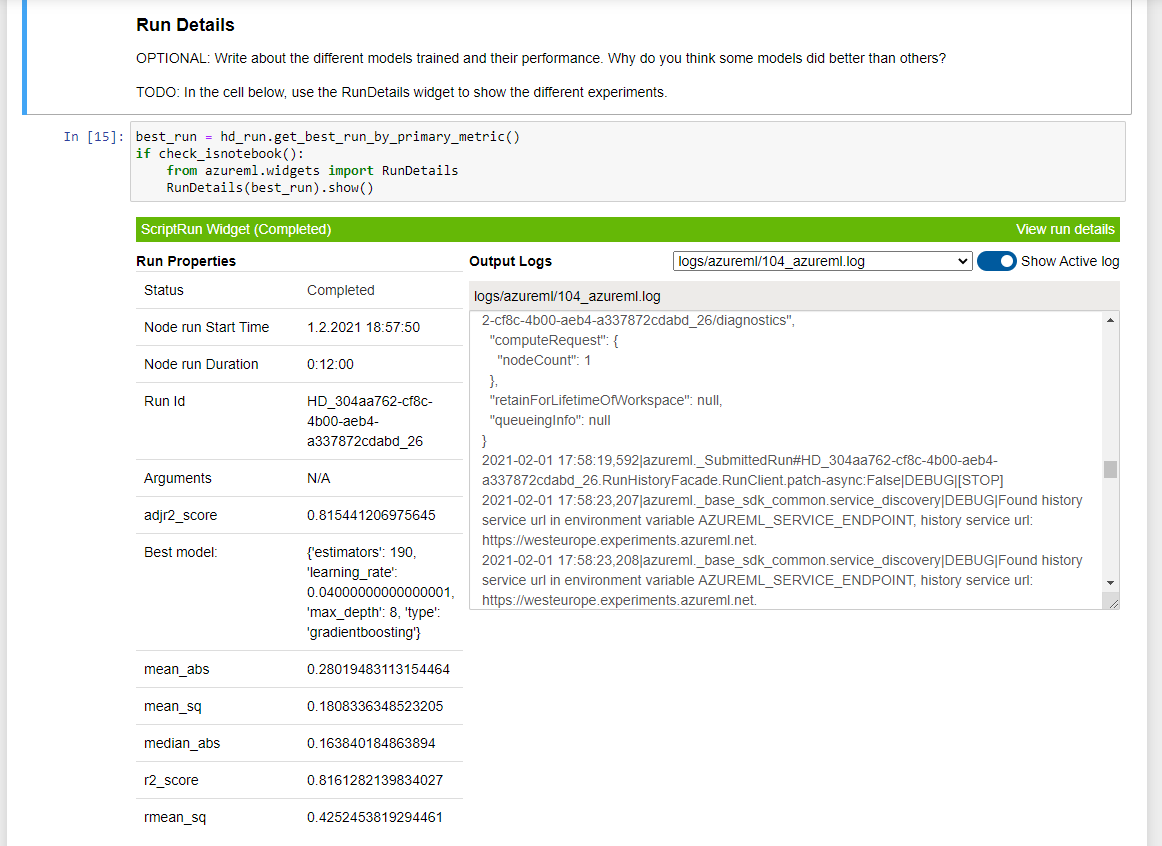 Run Details
OPTIONAL: Write about the different models trained and their performance. Why do you think some models did better than others?
TODO: In the cell below, use the RunDetails widget to show the different experiments.
In [15]:
best_run = hd_run.get_best_run_by_primary_metric()
if check_isnotebook():
    from azureml.widgets import RunDetails
    RunDetails(best_run).show()
ScriptRun Widget (Completed)
View run details
Run Properties
Status Completed
Node run Start Time 1.2.2021 18:57:50
Node run Duration 0:12:00
Run Id HD_304aa762-cf8c-
4b00-aeb4-
a337872cdabd_26
Arguments N/A
adjr2_score 0.815441206975645
Best model: {'estimators': 190,
'learning_rate':
0.04000000000000001,
'max_depth': 8, 'type':
'gradientboosting'}
mean_abs 0.28019483113154464
mean_sq 0.1808336348523205
median_abs 0.163840184863894
r2_score 0.8161282139834027
rmean_sq 0.4252453819294461
Output Logs
logs/azureml/104_azureml.log
Show Active log
logs/azureml/104_azureml.log
2-cf8c-4b00-aeb4-a337872cdabd_26/diagnostics",
"computeRequest": {
"nodeCount": 1
},
"retainForLifetimeOfWorkspace": null,
"queueingInfo": null
}
2021-02-01 17:58:19,592|azureml._SubmittedRun#HD_304aa762-cf8c-4b00-aeb4-
a337872cdabd_26.RunHistoryFacade.RunClient.patch-async:False|DEBUG|[STOP]
2021-02-01 17:58:23,207|azureml._base_sdk_common.service_discovery|DEBUG|Found history
service url in environment variable AZUREML_SERVICE_ENDPOINT, history service url:
https://westeurope.experiments.azureml.net.
2021-02-01 17:58:23,208|azureml._base_sdk_common.service_discovery|DEBUG|Found history
service url in environment variable AZUREML_SERVICE_ENDPOINT, history service url:
https://westeurope.experiments.azureml.net.